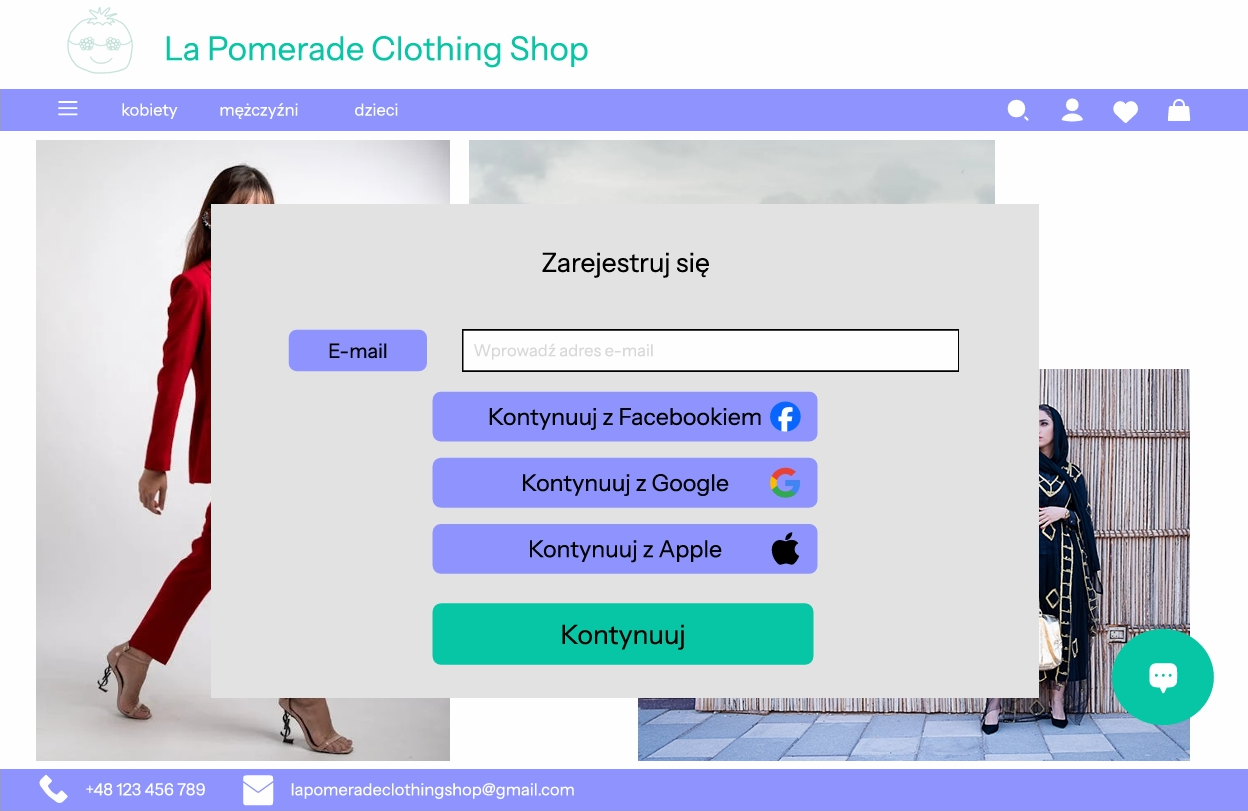 La Pomerade Clothing Shop
kobiety mężczyźni dzieci
Zarejestruj się
E-mail Wprowadź adres e-mail
Kontynuuj z Facebookiem
Kontynuuj z Google
Kontynuuj z Apple
Kontynuuj
+48 123 456 789 lapomeradeclothingshop@gmail.com